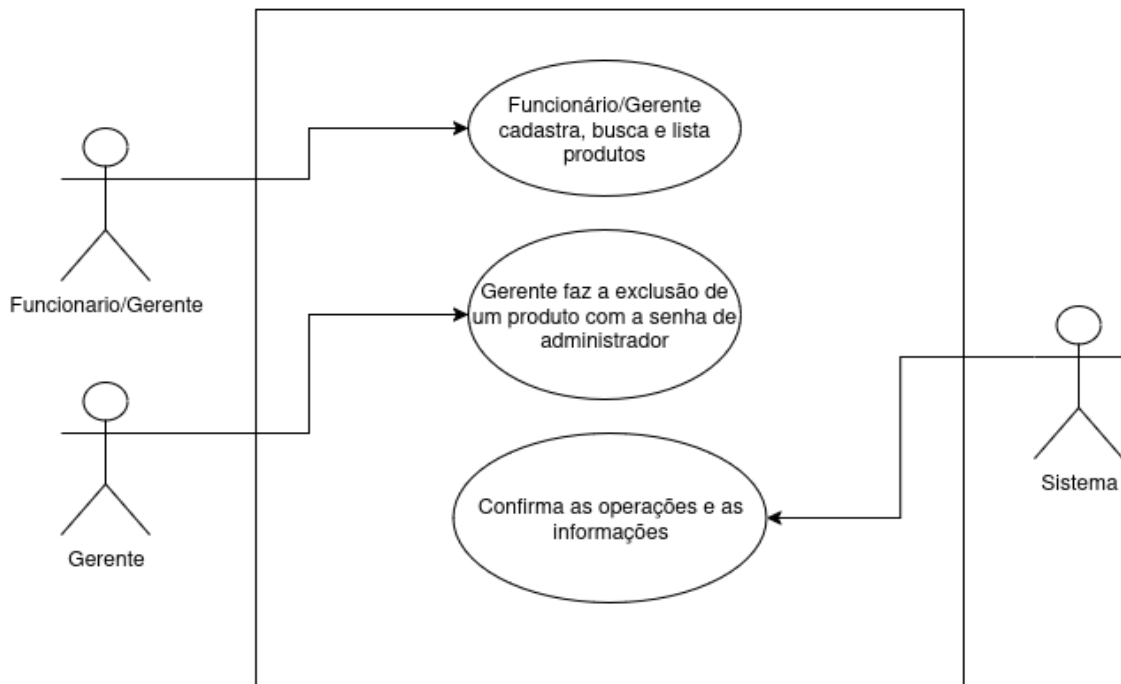 Funcionário/Gerente
cadastra, busca e lista
produtos
Funcionario/Gerente
Gerente faz a exclusão de
um produto com a senha de
administrador
Gerente
Confirma as operações e as
informações
Sistema